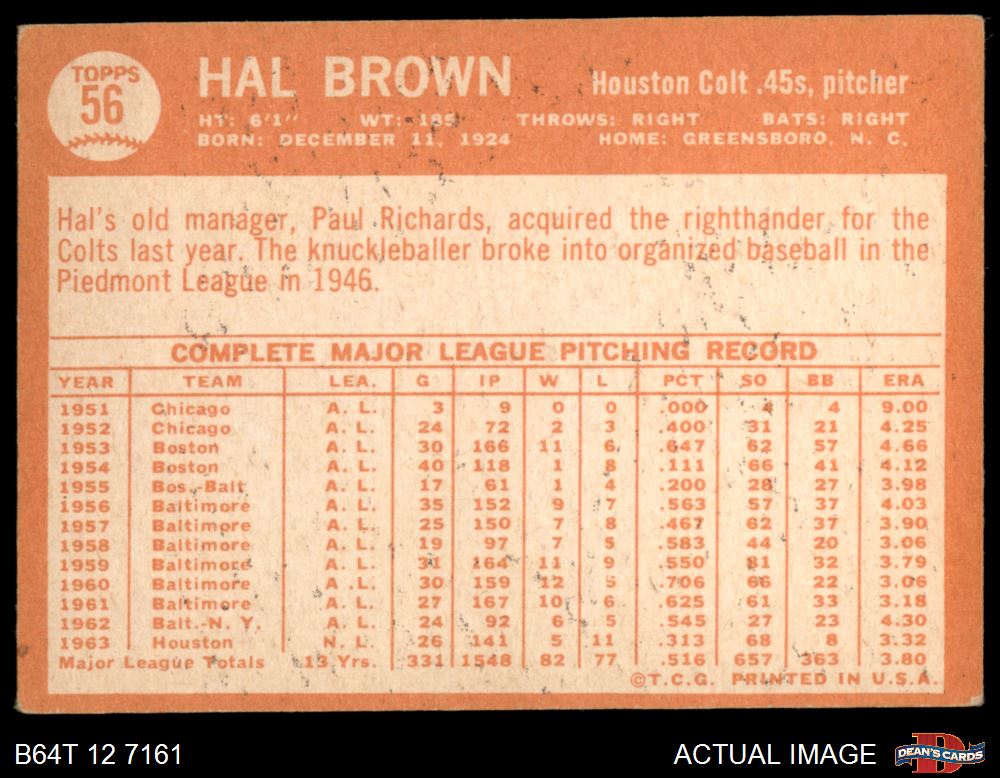 TOPPS
56
HAL BROWN
Houston Colt .45s, pitcher
HT: 6'1" WT: 185 THROWS: RIGHT BATS: RIGHT
BORN: DECEMBER 11, 1924 HOME: GREENSBORO, N. C.
Hal's old manager, Paul Richards, acquired the righthander for the
Colts last year. The knuckleballer broke into organized baseball in the
Piedmont League in 1946.
COMPLETE MAJOR LEAGUE PITCHING RECORD
YEAR TEAM LEA. G IP W L PCT SO BB ERA
1951 Chicago A. L. 3 9 0 0 .000 4 4 9.00
1952 Chicago A. L. 24 72 2 3 .400 31 21 4.25
1953 Boston A. L. 30 166 11 6 .647 62 57 4.66
1954 Boston A. L. 40 118 1 8 .111 66 41 4.12
1955 Bos.-Balt A. L. 17 61 1 4 .200 28 27 3.98
1956 Baltimore A. L. 35 152 9 7 .563 57 37 4.03
1957 Baltimore A. L. 25 150 7 8 .467 62 37 3.90
1958 Baltimore A. L. 19 97 7 5 .583 44 20 3.06
1959 Baltimore A. L. 31 164 11 9 .550 81 32 3.79
1960 Baltimore A. L. 30 159 12 5 .706 66 22 3.06
1961 Baltimore A. L. 27 167 10 6 .625 61 33 3.18
1962 Balt.-N. Y. A. L. 24 92 6 5 .545 27 23 4.30
1963 Houston N. L. 26 141 5 11 .313 68 8 3.32
Major League Totals 13 Yrs. 331 1548 82 77 .516 657 363 3.80
©T.C.G. PRINTED IN U.S.A.
B64T 12 7161
ACTUAL IMAGE
DEAN'S CARDS